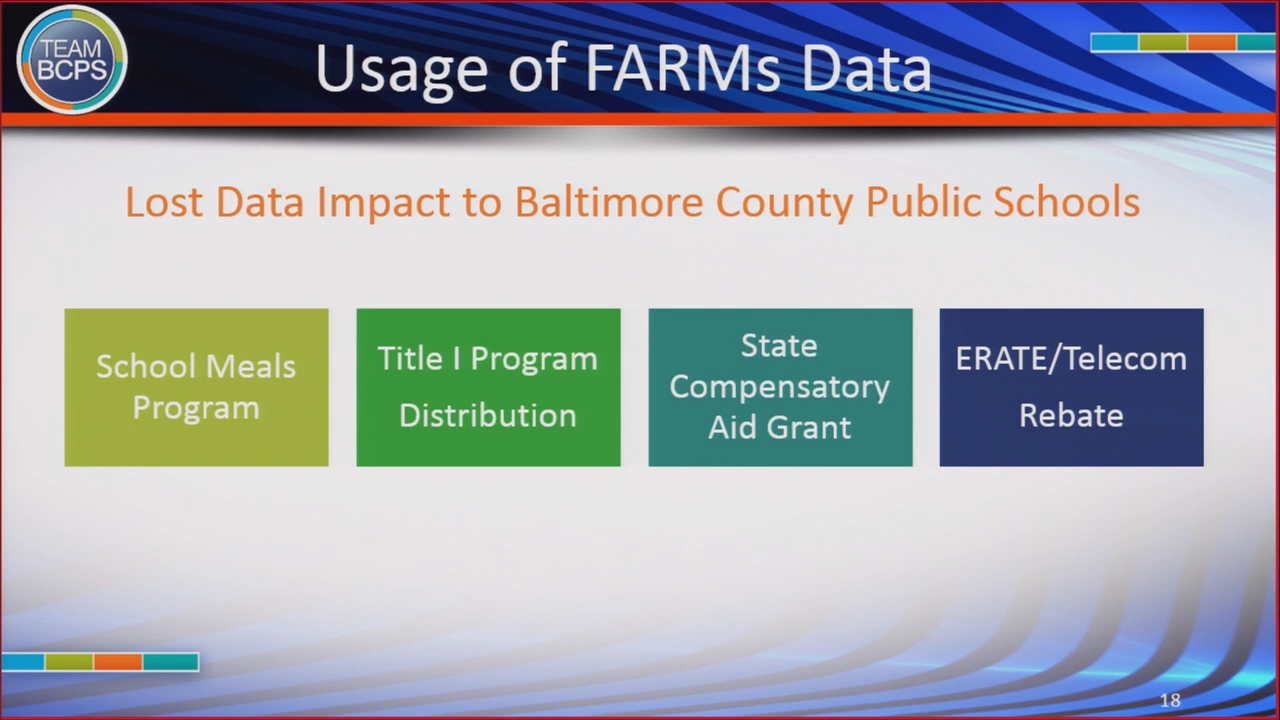 TEAM
BCPS
Usage of FARMs Data
Lost Data Impact to Baltimore County Public Schools
School Meals
Program
Title I Program
Distribution
State
Compensatory
Aid Grant
ERATE/Telecom
Rebate
18